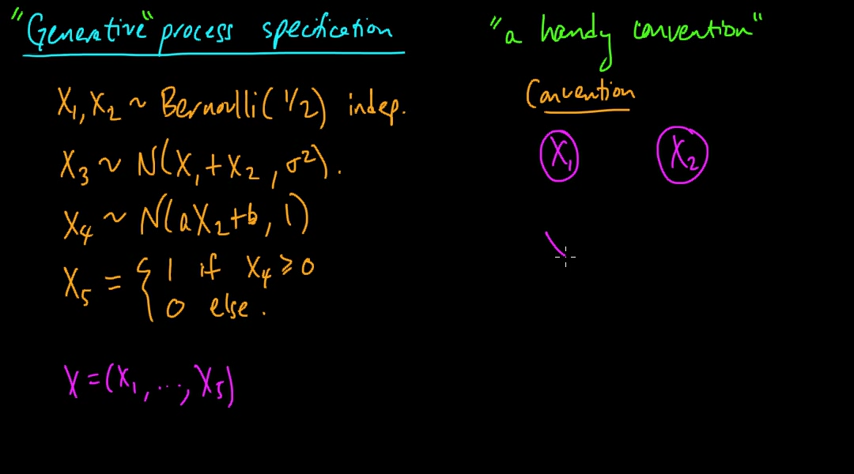 "Generative" process specification
X₁, X₂ ~ Bernoulli(1/2) indep.
X₃ ~ N(X₁+X₂, σ²).
X₄ ~ N(aX₂+b, 1)
X₅ = { 1 if X₄ ≥ 0
0 else.
X = (X₁, ..., X₅)
"a handy convention"
Convention
X₁ X₂